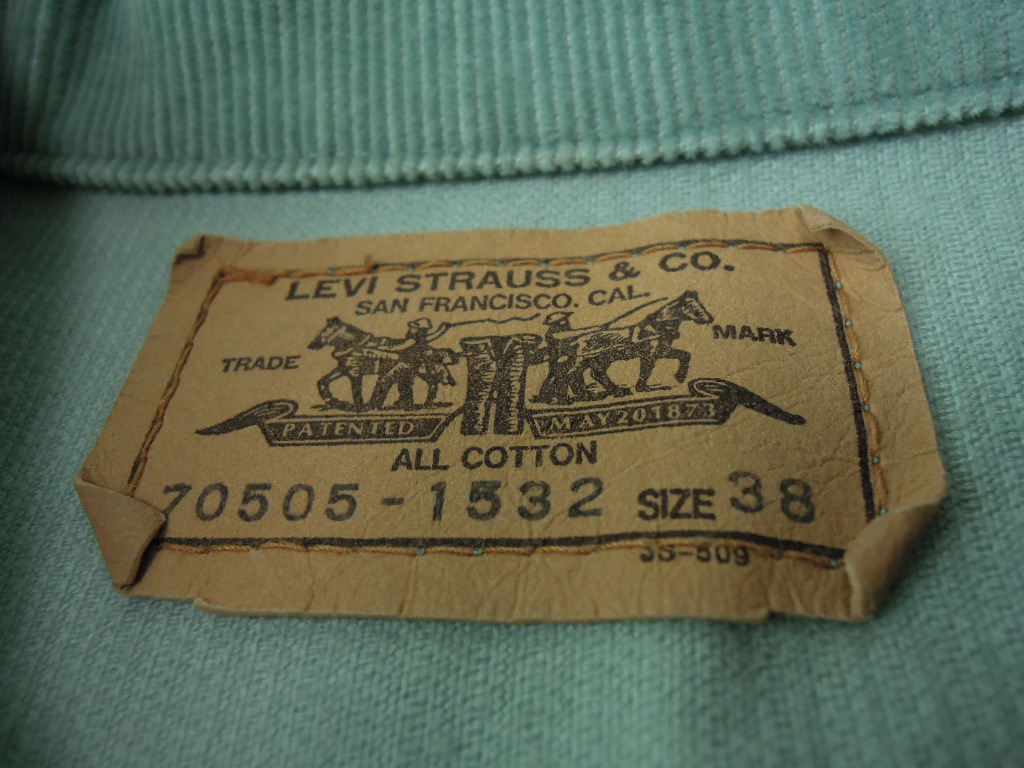 LEVI STRAUSS & CO.
SAN FRANCISCO. CAL.
TRADE MARK
PATENTED MAY 20 1873
ALL COTTON
70505-1532 SIZE 38
JS-509